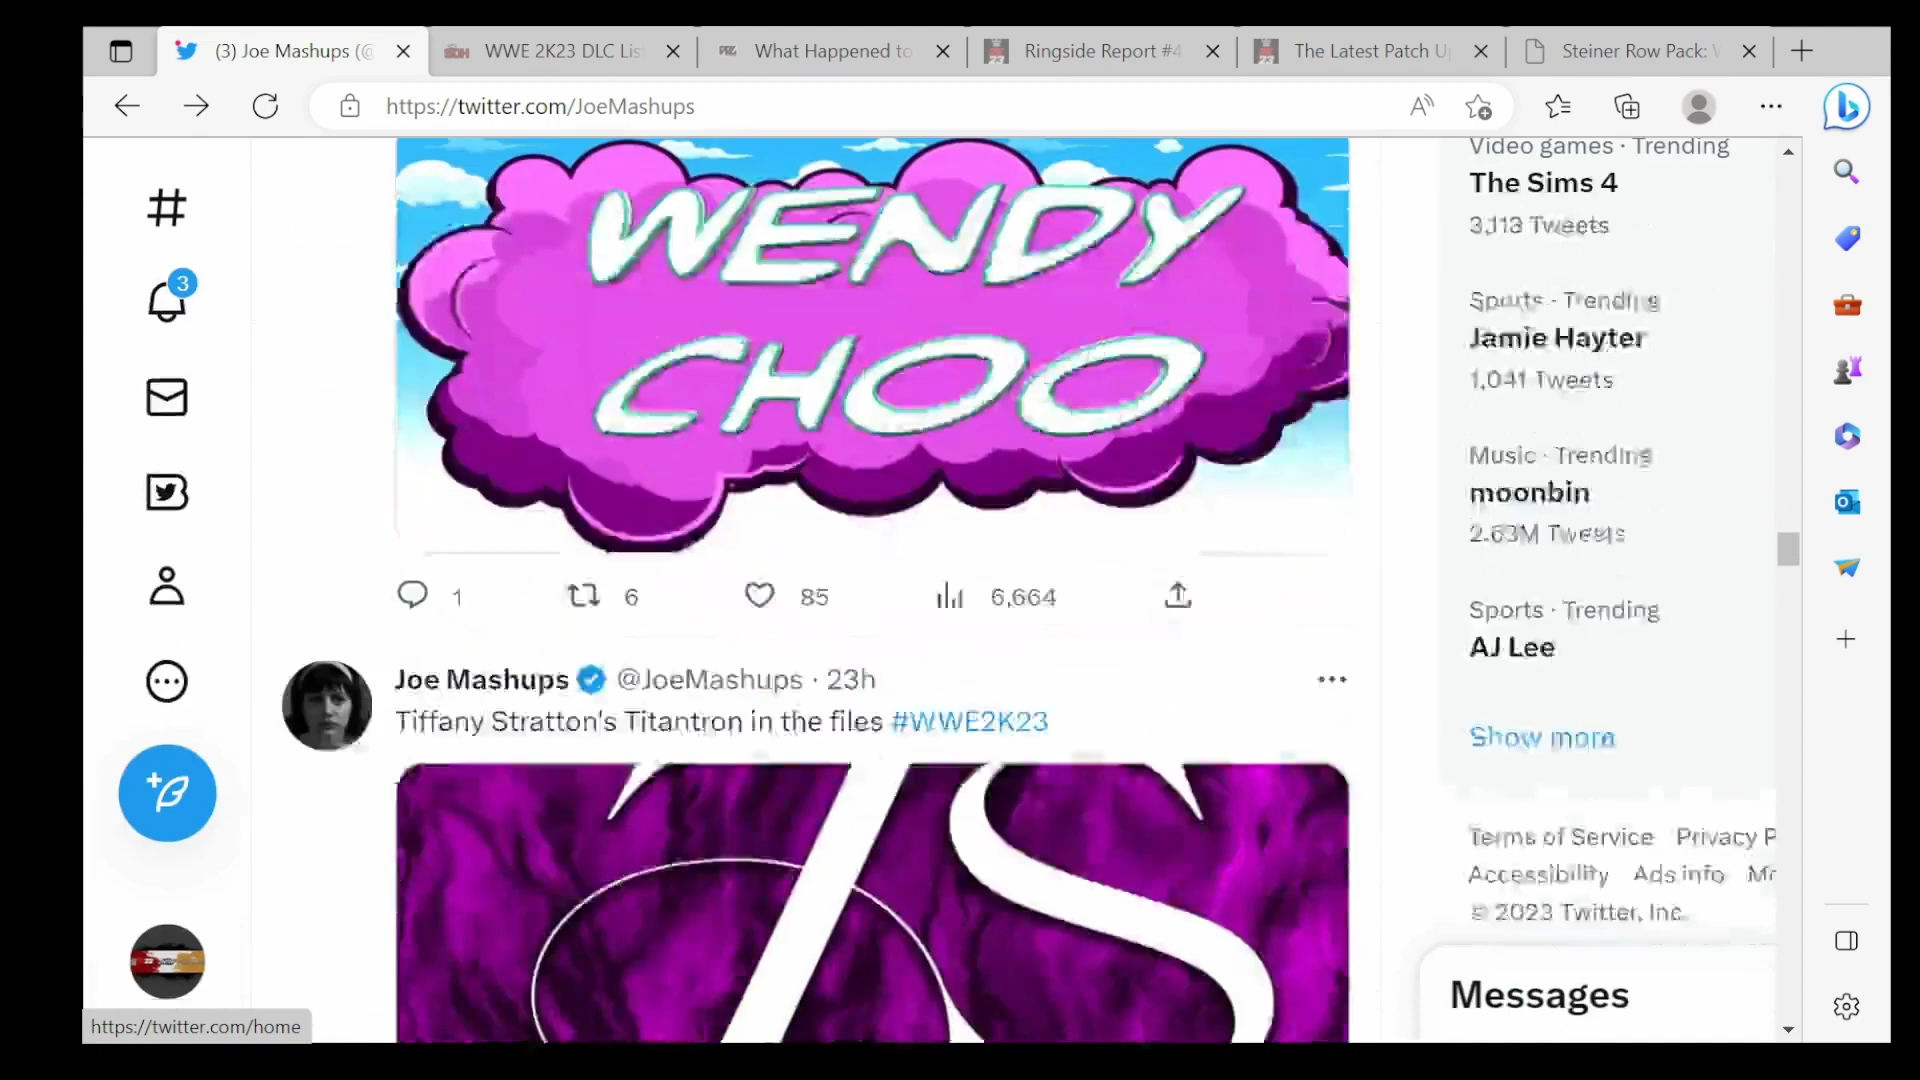 (3) Joe Mashups (@
WWE 2K23 DLC Lis
What Happened to
Ringside Report #4
The Latest Patch U
Steiner Row Pack: W
https://twitter.com/JoeMashups
Video games · Trending
The Sims 4
3,113 Tweets
WENDY
CHOO
3
Sports · Trending
Jamie Hayter
1,041 Tweets
Music · Trending
moonbin
2.63M Tweets
1
6
85
6,664
Sports · Trending
AJ Lee
Joe Mashups @JoeMashups · 23h
Tiffany Stratton's Titantron in the files #WWE2K23
Show more
Terms of Service Privacy P
Accessibility Ads info Mo
© 2023 Twitter, Inc.
Messages
https://twitter.com/home